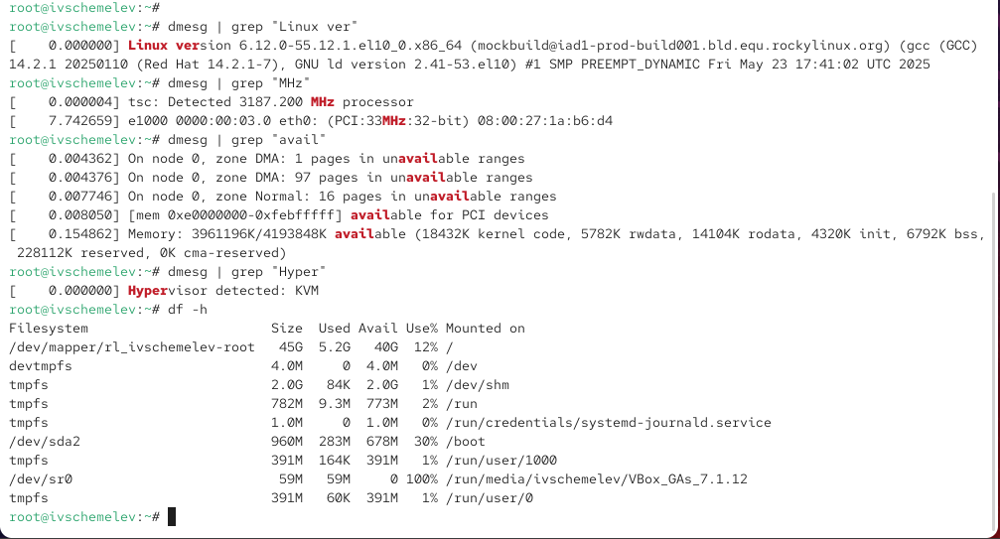 root@ivschemelev:~#
root@ivschemelev:~# dmesg | grep "Linux ver"
[    0.000000] Linux version 6.12.0-55.12.1.el10_0.x86_64 (mockbuild@iad1-prod-build001.bld.equ.rockylinux.org) (gcc (GCC)
14.2.1 20250110 (Red Hat 14.2.1-7), GNU ld version 2.41-53.el10) #1 SMP PREEMPT_DYNAMIC Fri May 23 17:41:02 UTC 2025
root@ivschemelev:~# dmesg | grep "MHz"
[    0.000004] tsc: Detected 3187.200 MHz processor
[    7.742659] e1000 0000:00:03.0 eth0: (PCI:33MHz:32-bit) 08:00:27:1a:b6:d4
root@ivschemelev:~# dmesg | grep "avail"
[    0.004362] On node 0, zone DMA: 1 pages in unavailable ranges
[    0.004376] On node 0, zone DMA: 97 pages in unavailable ranges
[    0.007746] On node 0, zone Normal: 16 pages in unavailable ranges
[    0.008050] [mem 0xe0000000-0xfebfffff] available for PCI devices
[    0.154862] Memory: 3961196K/4193848K available (18432K kernel code, 5782K rwdata, 14104K rodata, 4320K init, 6792K bss,
 228112K reserved, 0K cma-reserved)
root@ivschemelev:~# dmesg | grep "Hyper"
[    0.000000] Hypervisor detected: KVM
root@ivschemelev:~# df -h
Filesystem                       Size  Used Avail Use% Mounted on
/dev/mapper/rl_ivschemelev-root   45G  5.2G   40G  12% /
devtmpfs                         4.0M     0  4.0M   0% /dev
tmpfs                            2.0G   84K  2.0G   1% /dev/shm
tmpfs                            782M  9.3M  773M   2% /run
tmpfs                            1.0M     0  1.0M   0% /run/credentials/systemd-journald.service
/dev/sda2                        960M  283M  678M  30% /boot
tmpfs                            391M  164K  391M   1% /run/user/1000
/dev/sr0                          59M   59M     0 100% /run/media/ivschemelev/VBox_GAs_7.1.12
tmpfs                            391M   60K  391M   1% /run/user/0
root@ivschemelev:~#